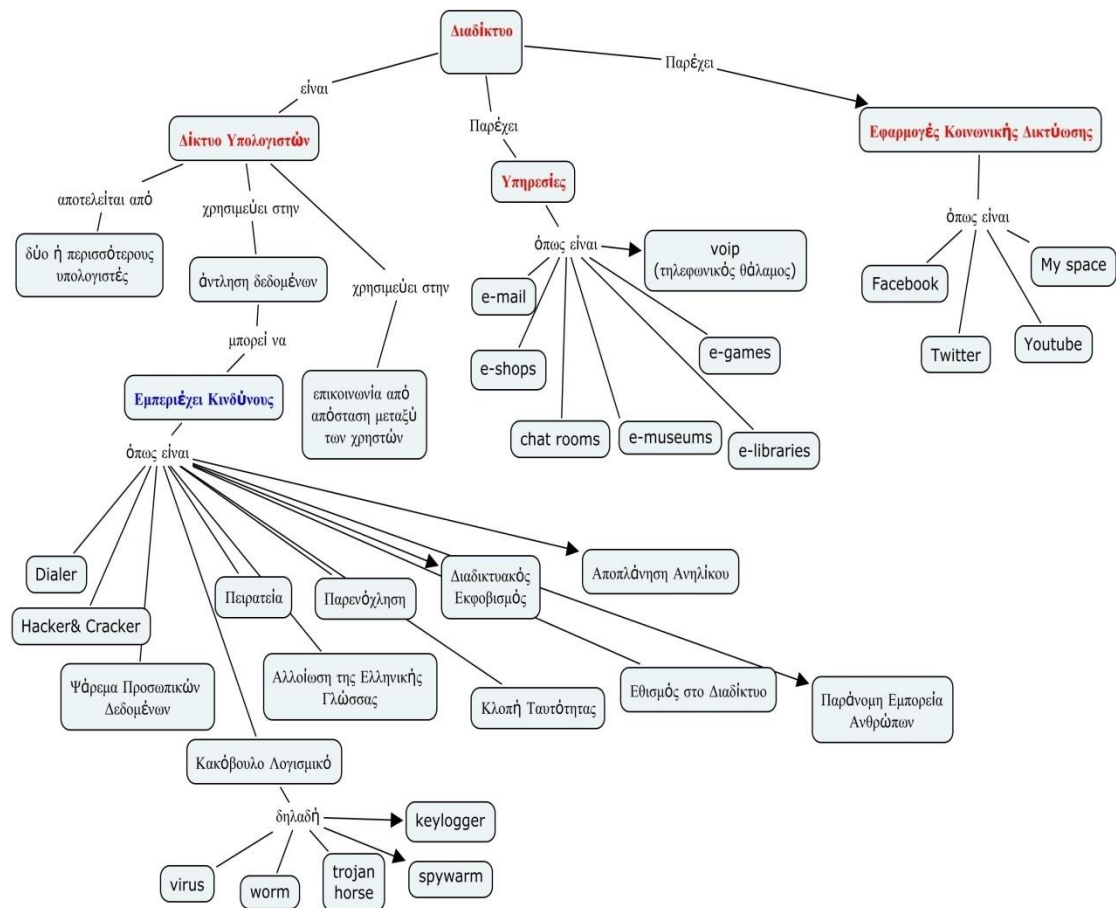 Διαδίκτυο
είναι
Παρέχει
Παρέχει
Δίκτυο Υπολογιστών
Υπηρεσίες
Εφαρμογές Κοινωνικής Δικτύωσης
αποτελείται από
χρησιμεύει στην
χρησιμεύει στην
δύο ή περισσότερους
υπολογιστές
άντληση δεδομένων
μπορεί να
Εμπεριέχει Κινδύνους
επικοινωνία από
απόσταση μεταξύ
των χρηστών
όπως είναι
voip
(τηλεφωνικός θάλαμος)
e-mail
e-shops
chat rooms
e-museums
e-libraries
e-games
όπως είναι
Facebook
Twitter
Youtube
My space
όπως είναι
Dialer
Hacker& Cracker
Ψάρεμα Προσωπικών
Δεδομένων
Κακόβουλο Λογισμικό
Πειρατεία
Αλλοίωση της Ελληνικής
Γλώσσας
Παρενόχληση
Κλοπή Ταυτότητας
Διαδικτυακός
Εκφοβισμός
Εθισμός στο Διαδίκτυο
Αποπλάνηση Ανηλίκου
Παράνομη Εμπορεία
Ανθρώπων
δηλαδή
virus
worm
trojan
horse
spywarm
keylogger